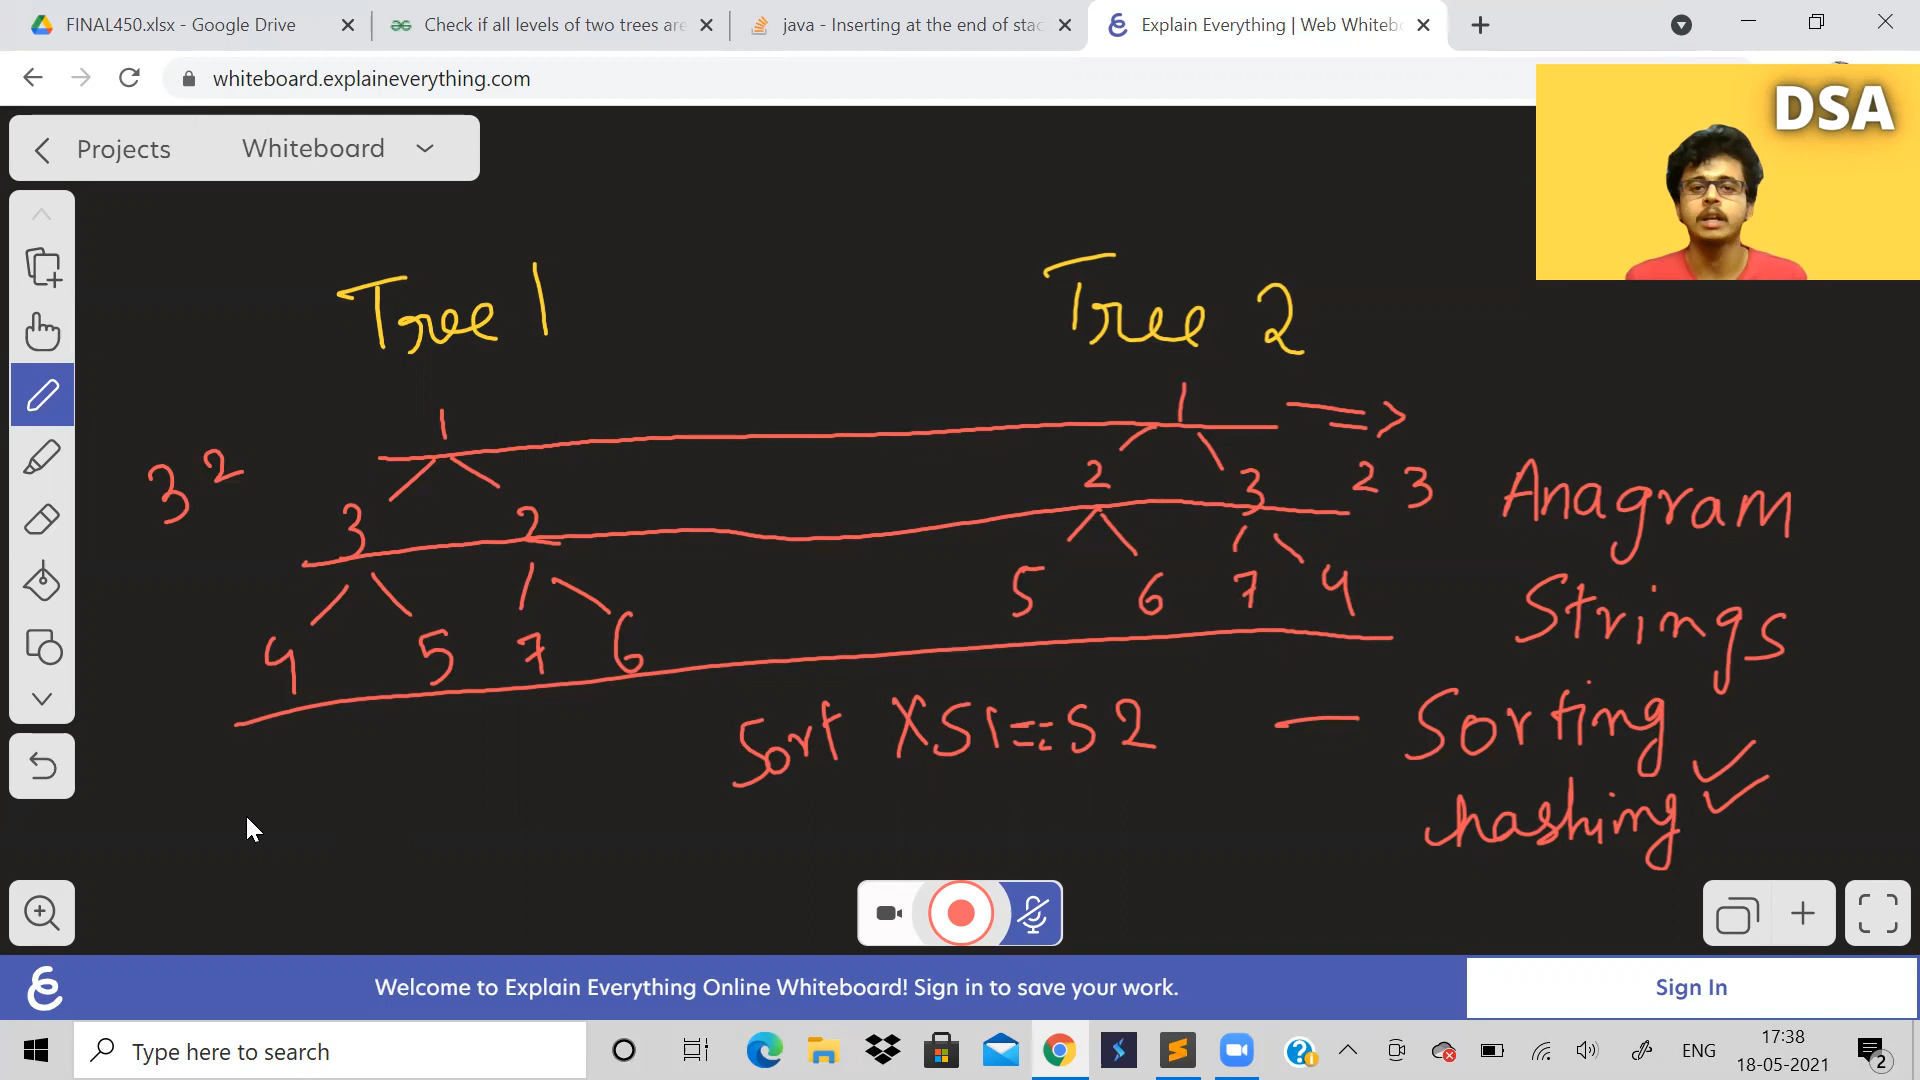 FINAL450.xlsx - Google Drive
Check if all levels of two trees are
java - Inserting at the end of stac
Explain Everything | Web Whiteb
whiteboard.explaineverything.com
DSA
Projects
Whiteboard
Tree 1
Tree 2
1
1
3 2
2 3
2 3
3 2
Anagram
5 6 7 4
Strings
4 5 7 6
Sort X S1==S2
— Sorting
hashing
Welcome to Explain Everything Online Whiteboard! Sign in to save your work.
Sign In
Type here to search
ENG
17:38
18-05-2021
2